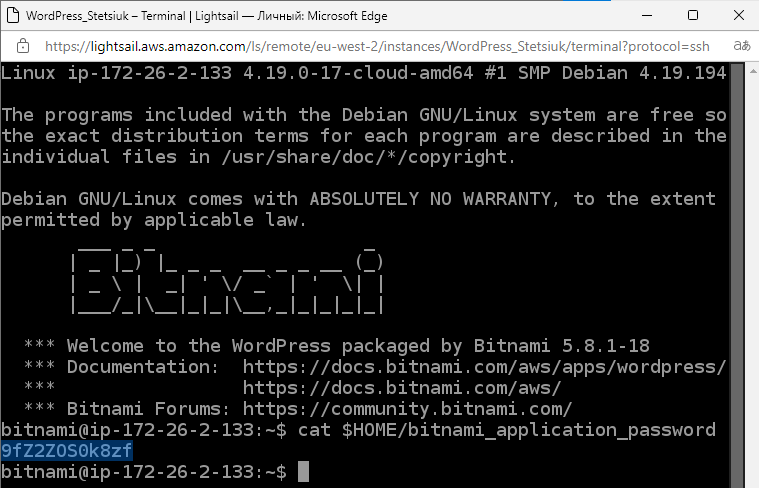 WordPress_Stetsiuk – Terminal | Lightsail — Личный: Microsoft Edge
https://lightsail.aws.amazon.com/ls/remote/eu-west-2/instances/WordPress_Stetsiuk/terminal?protocol=ssh
Linux ip-172-26-2-133 4.19.0-17-cloud-amd64 #1 SMP Debian 4.19.194
The programs included with the Debian GNU/Linux system are free so
the exact distribution terms for each program are described in the
individual files in /usr/share/doc/*/copyright.
Debian GNU/Linux comes with ABSOLUTELY NO WARRANTY, to the extent
permitted by applicable law.
Bitnami
*** Welcome to the WordPress packaged by Bitnami 5.8.1-18
*** Documentation:  https://docs.bitnami.com/aws/apps/wordpress/
***                 https://docs.bitnami.com/aws/
*** Bitnami Forums: https://community.bitnami.com/
bitnami@ip-172-26-2-133:~$ cat $HOME/bitnami_application_password
9fZ2ZOS0k8zf
bitnami@ip-172-26-2-133:~$